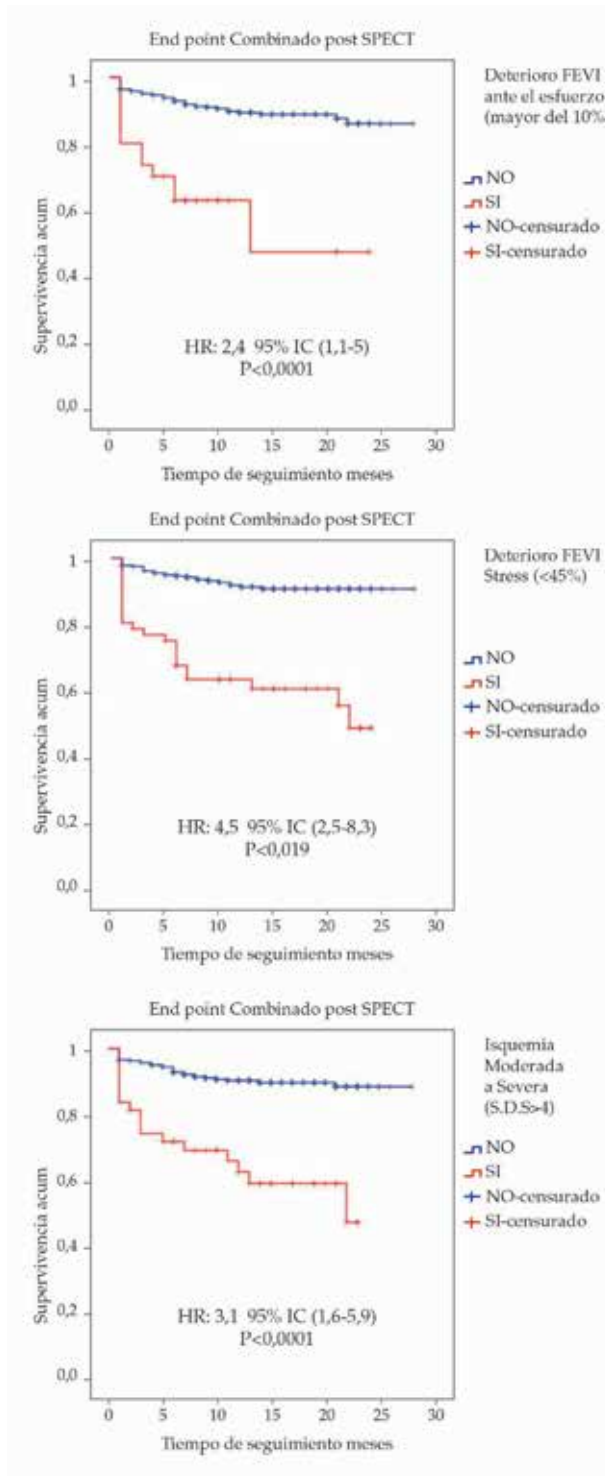 End point Combinado post SPECT
Deterioro FEVI
ante el esfuerzo
(mayor del 10%
NO
SI
NO-censurado
SI-censurado
Supervivencia acum
1
0,8
0,6
0,4
0,2
0,0
HR: 2,4 95% IC (1,1-5)
P<0,0001
0 5 10 15 20 25 30
Tiempo de seguimiento meses
End point Combinado post SPECT
Deterioro FEVI
Stress (<45%)
NO
SI
NO-censurado
SI-censurado
Supervivencia acum
1
0,8
0,6
0,4
0,2
0,0
HR: 4,5 95% IC (2,5-8,3)
P<0,019
0 5 10 15 20 25 30
Tiempo de seguimiento meses
End point Combinado post SPECT
Isquemia
Moderada
a Severa
(S.D.S>4)
NO
SI
NO-censurado
SI-censurado
Supervivencia acum
1
0,8
0,6
0,4
0,2
0,0
HR: 3,1 95% IC (1,6-5,9)
P<0,0001
0 5 10 15 20 25 30
Tiempo de seguimiento meses